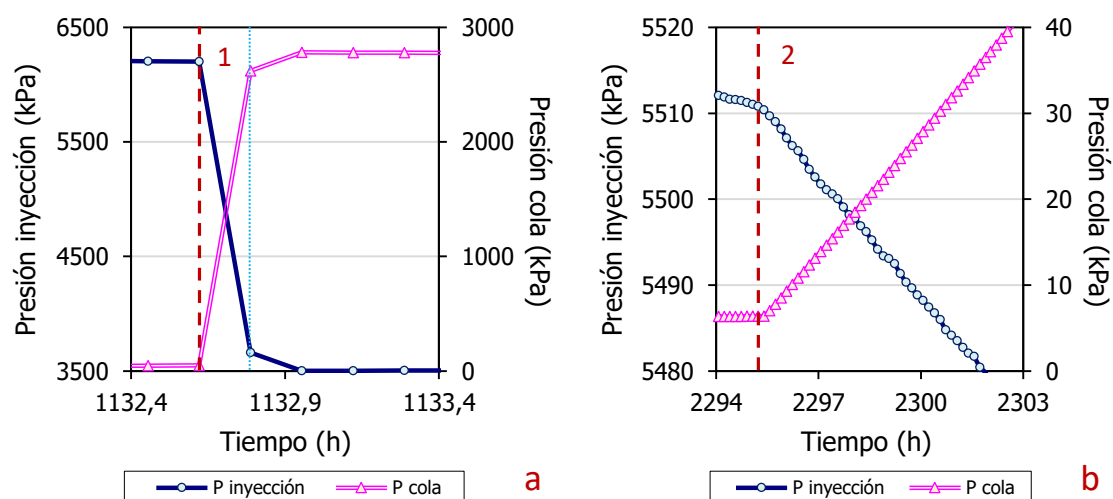 6500
5500
4500
3500
Presión inyección (kPa)
1
3000
2000
1000
0
Presión cola (kPa)
1132,4
1132,9
1133,4
Tiempo (h)
P inyección
P cola
a
5520
5510
5500
5490
5480
Presión inyección (kPa)
2
40
30
20
10
0
Presión cola (kPa)
2294
2297
2300
2303
Tiempo (h)
P inyección
P cola
b